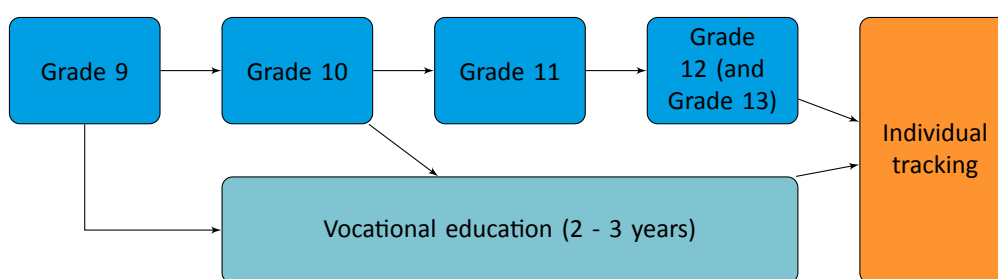 Grade 9
Grade 10
Grade 11
Grade
12 (and
Grade 13)
Individual
tracking
Vocational education (2 - 3 years)